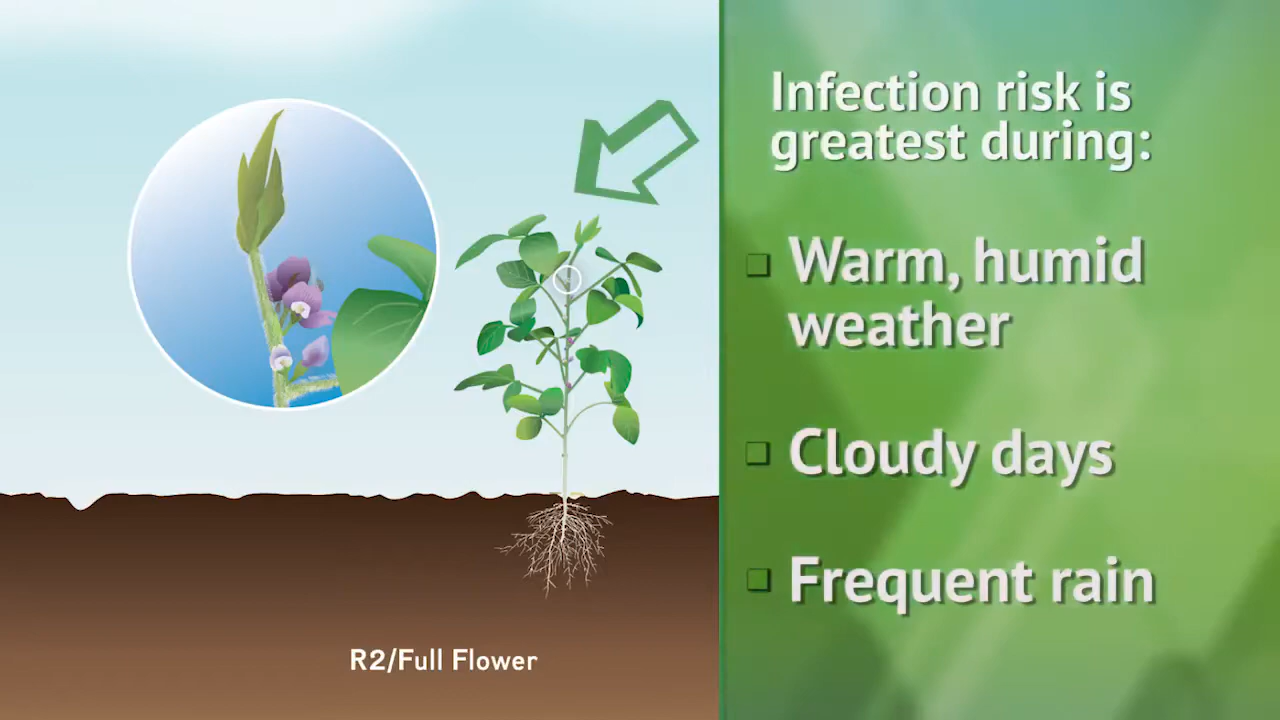 Infection risk is
greatest during:
Warm, humid
weather
Cloudy days
Frequent rain
R2/Full Flower